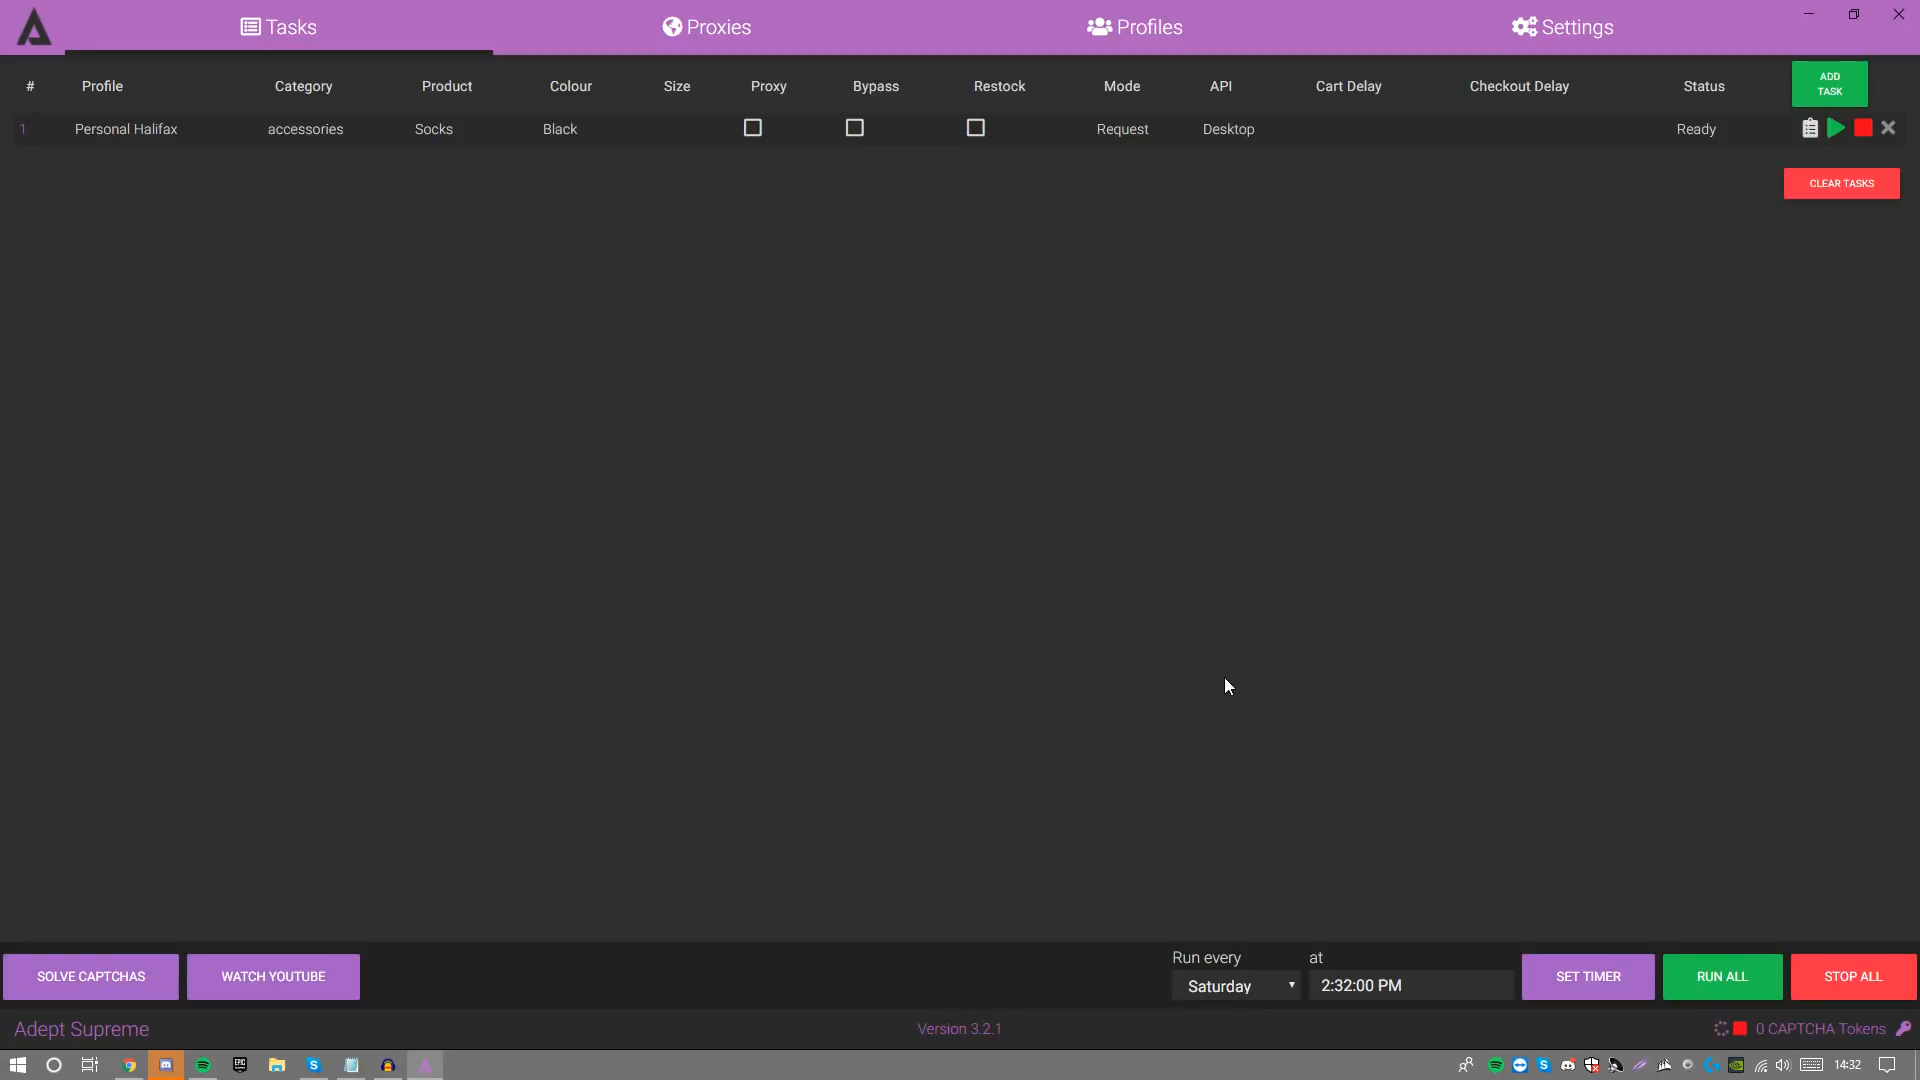 Tasks Proxies Profiles Settings
# Profile Category Product Colour Size Proxy Bypass Restock Mode API Cart Delay Checkout Delay Status
ADD
TASK
1 Personal Halifax accessories Socks Black Request Desktop Ready
CLEAR TASKS
Run every at
SOLVE CAPTCHAS WATCH YOUTUBE Saturday 2:32:00 PM SET TIMER RUN ALL STOP ALL
Adept Supreme Version 3.2.1 0 CAPTCHA Tokens
EPIC 14:32